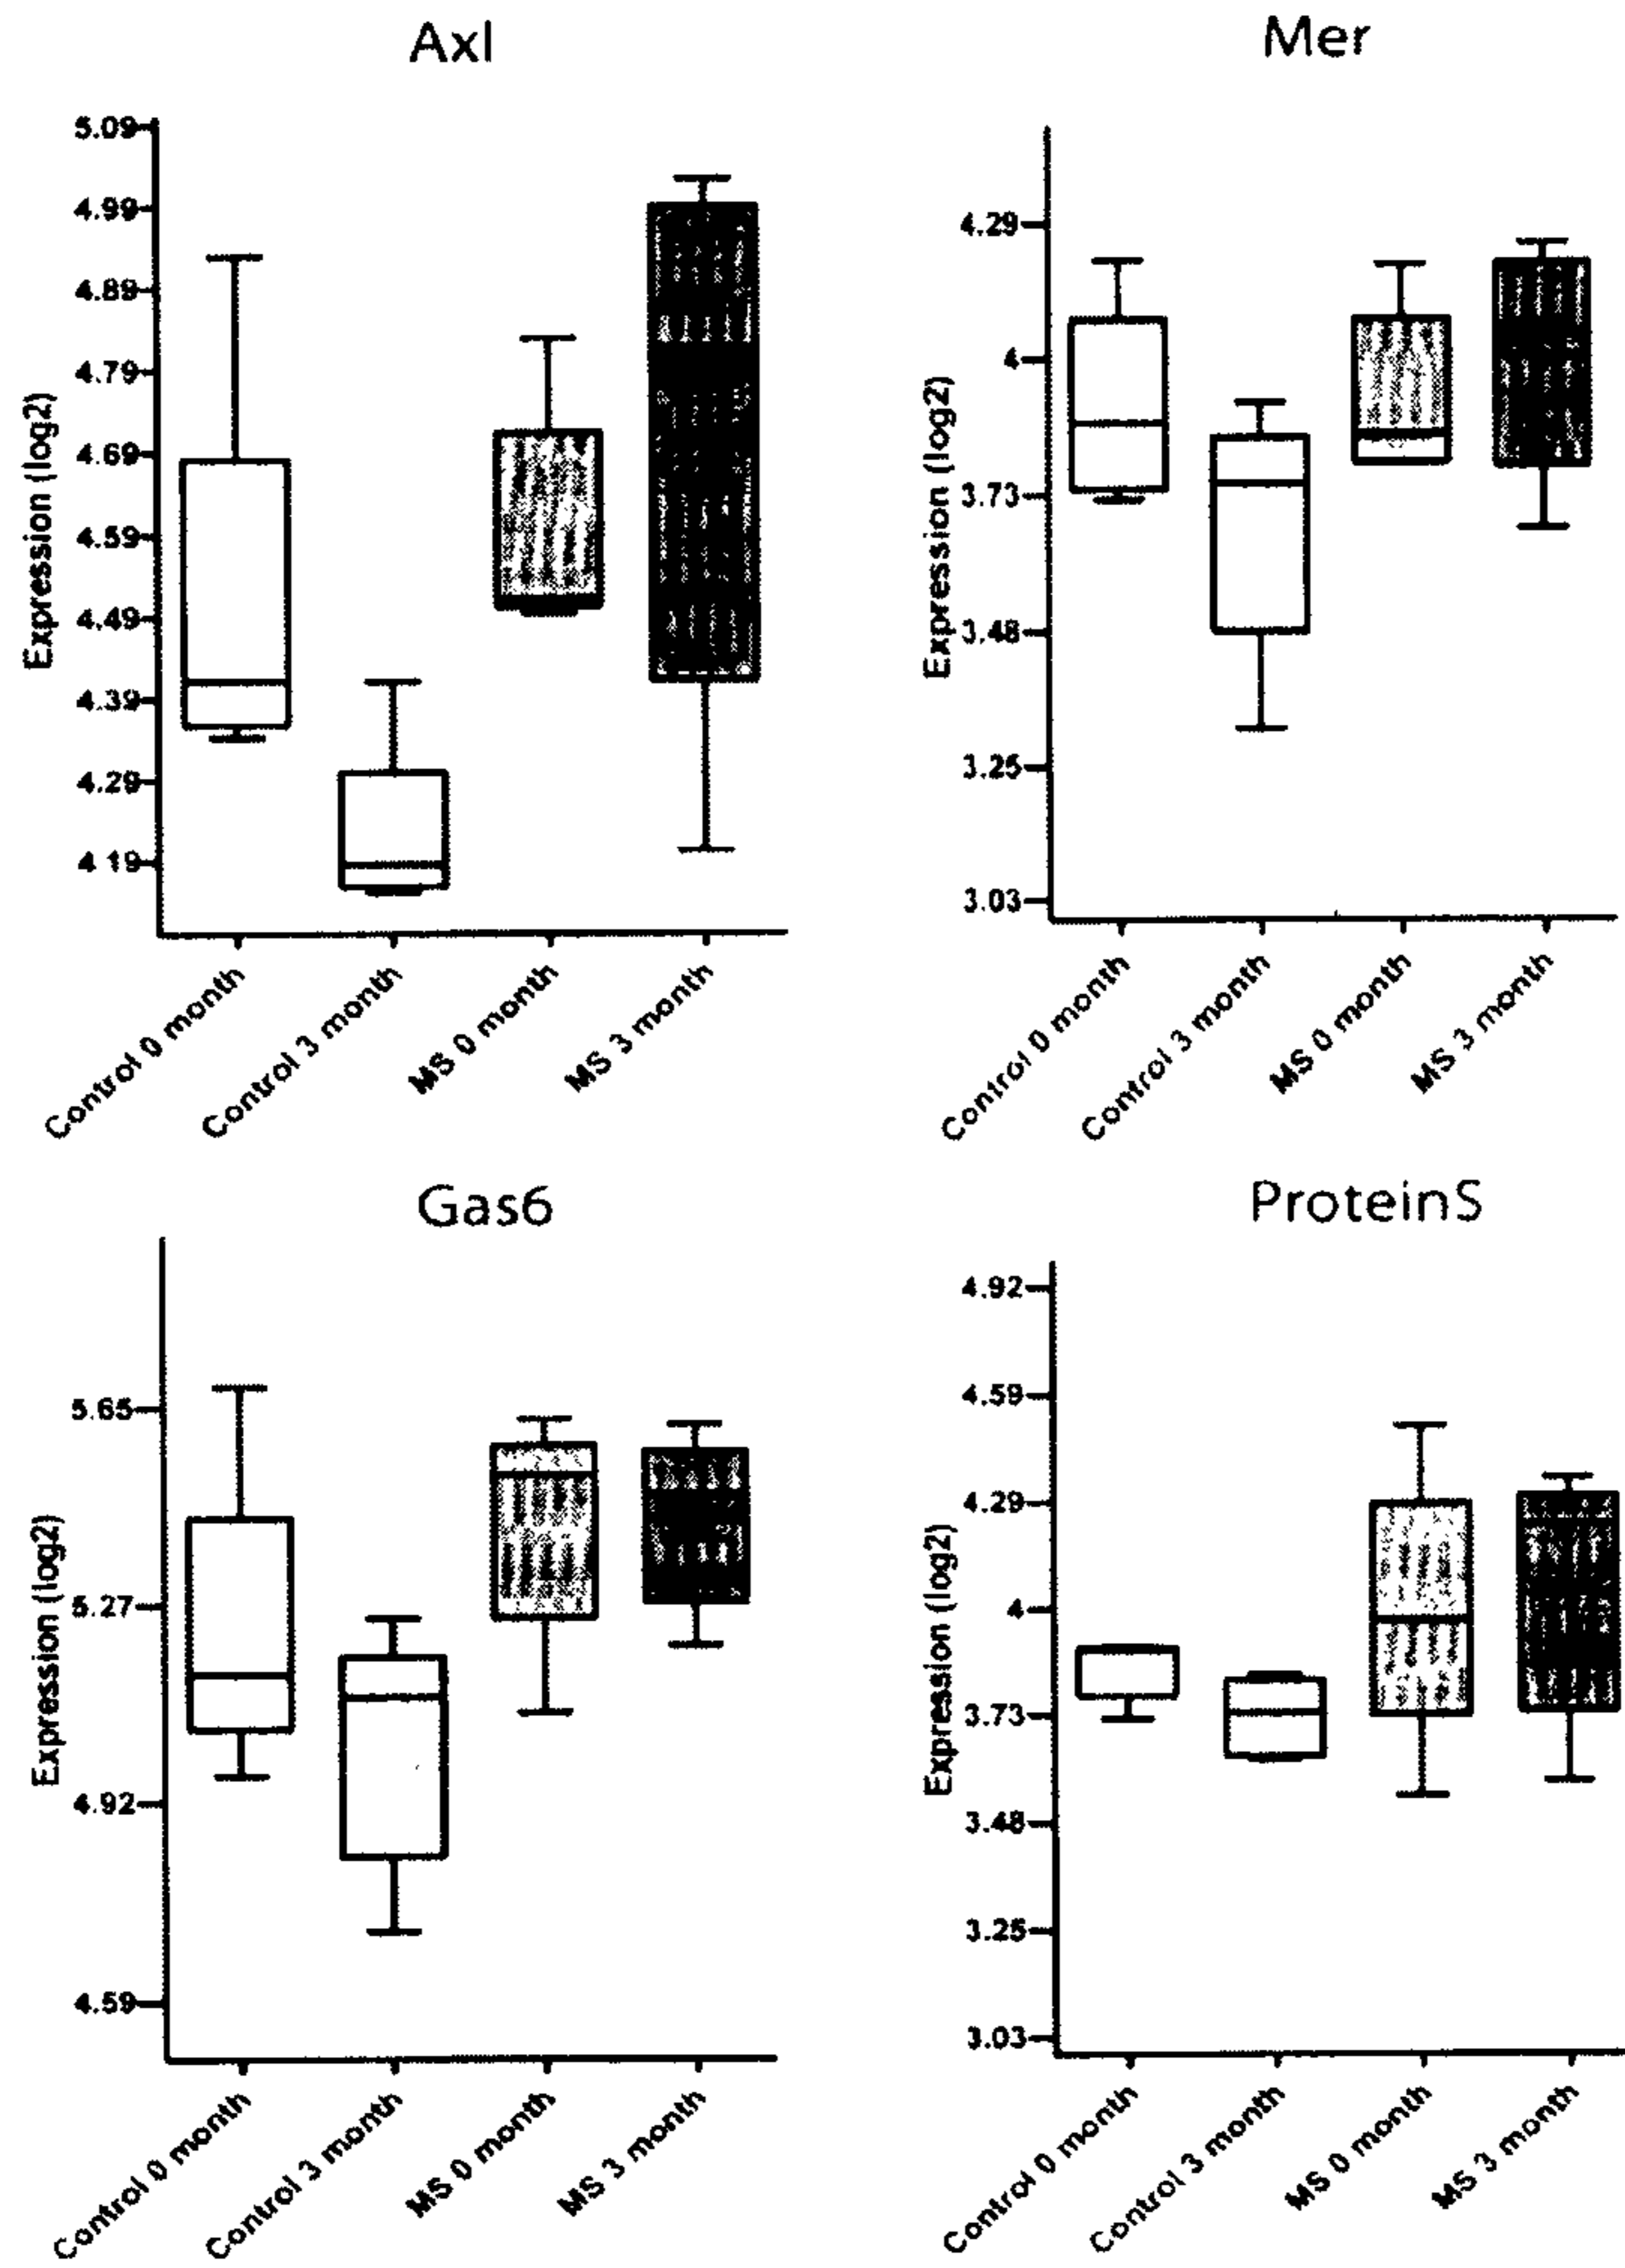 Axl
Mer
5.09
4.99
4.89
4.79
4.69
4.59
4.49
4.39
4.29
4.19
Expression (log2)
Control 0 month
Control 3 month
MS 0 month
MS 3 month
4.29
4
3.73
3.48
3.25
3.03
Expression (log2)
Control 0 month
Control 3 month
MS 0 month
MS 3 month
Gas6
ProteinS
5.65
5.27
4.92
4.59
Expression (log2)
Control 0 month
Control 3 month
MS 0 month
MS 3 month
4.92
4.59
4.29
4
3.73
3.48
3.25
3.03
Expression (log2)
Control 0 month
Control 3 month
MS 0 month
MS 3 month